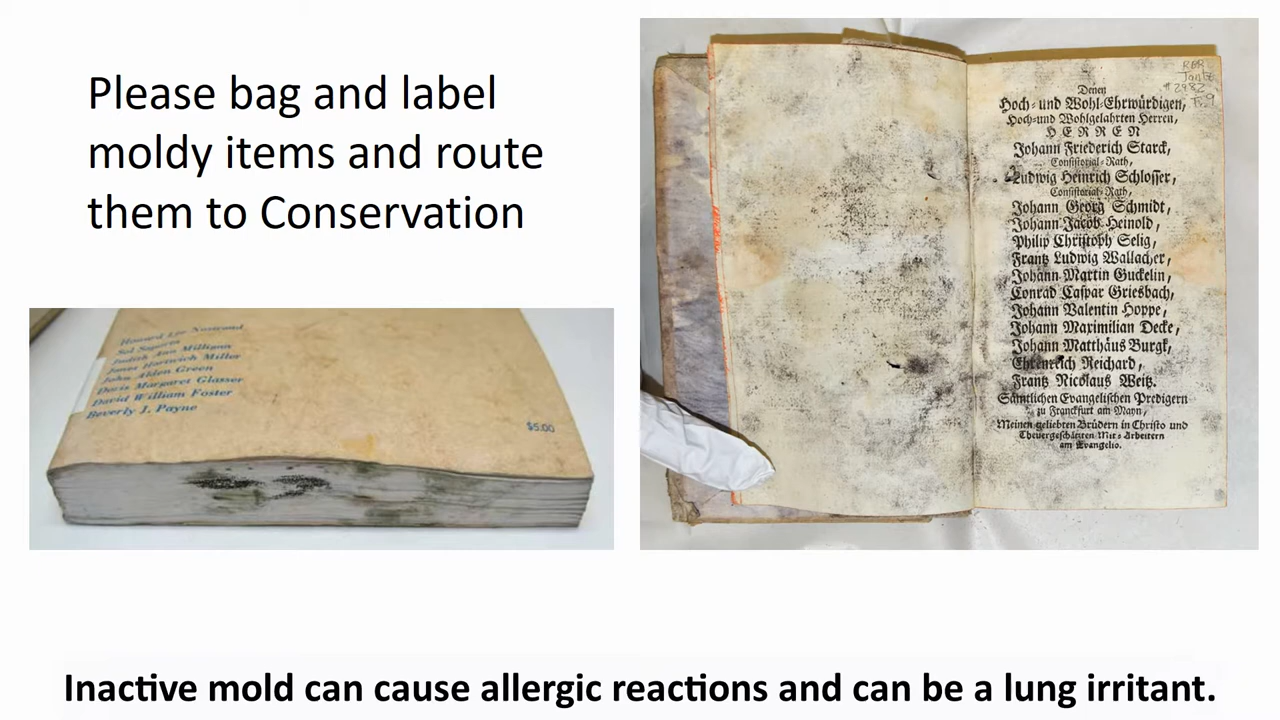 Please bag and label
moldy items and route
them to Conservation
Howard Lee Nostrand
Sol
Judith Ann
Hartwich Miller
John Alden Green
Doris Margaret Glasser
David William Foster
Beverly J. Payne
$5.00
RBR
Jantz
2982
Denen
Hoch- und Wohl-Ehrwürdigen,
Hoch- und Wohlgelahrten Herren,
HERREN
Johann Friederich Starck,
Consistorial-Rath,
Ludwig Heinrich Schlosser,
Consistorial-Rath,
Johann Georg Schmidt,
Johann Jacob Heinold,
Philip Christoph Selig,
Frantz Ludwig Wallacher,
Johann Martin Guckelin,
Conrad Caspar Griesbach,
Johann Valentin Hoppe,
Johann Maximilian Decke,
Johann Matthäus Burgk,
Ehrenreich Reichard,
Frantz Nicolaus Weitz.
Sämtlichen Evangelischen Predigern
zu Franckfurt am Mayn,
Meinen geliebten Brüdern in Christo und
Theuergeschätzten Mit-Arbeitern
am Evangelio.
Inactive mold can cause allergic reactions and can be a lung irritant.